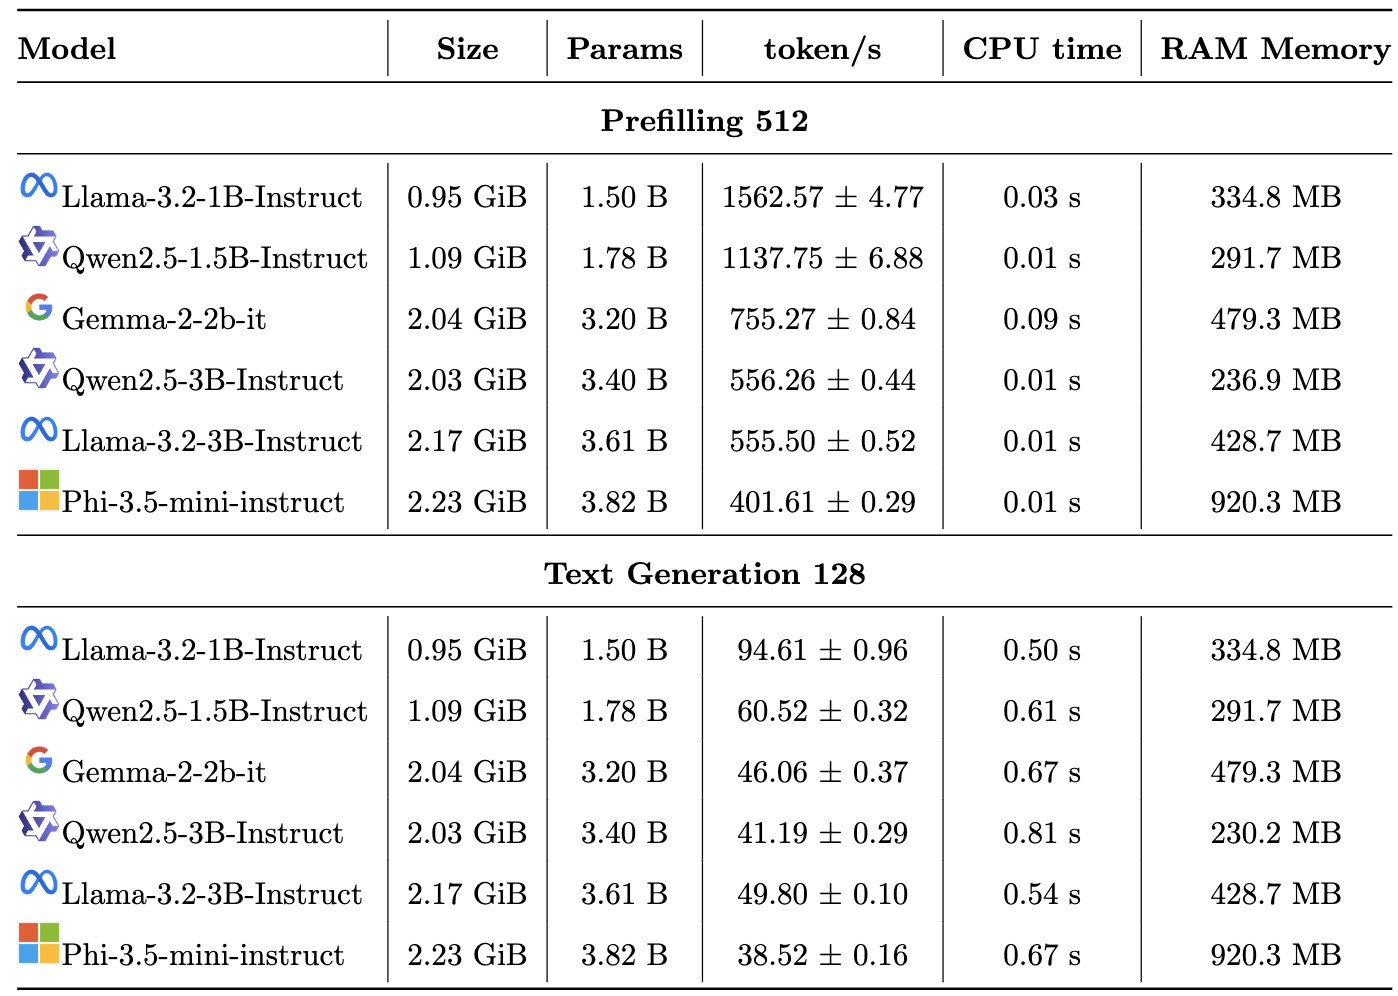 Model Size Params token/s CPU time RAM Memory
Prefilling 512
Llama-3.2-1B-Instruct 0.95 GiB 1.50 B 1562.57 ± 4.77 0.03 s 334.8 MB
Qwen2.5-1.5B-Instruct 1.09 GiB 1.78 B 1137.75 ± 6.88 0.01 s 291.7 MB
Gemma-2-2b-it 2.04 GiB 3.20 B 755.27 ± 0.84 0.09 s 479.3 MB
Qwen2.5-3B-Instruct 2.03 GiB 3.40 B 556.26 ± 0.44 0.01 s 236.9 MB
Llama-3.2-3B-Instruct 2.17 GiB 3.61 B 555.50 ± 0.52 0.01 s 428.7 MB
Phi-3.5-mini-instruct 2.23 GiB 3.82 B 401.61 ± 0.29 0.01 s 920.3 MB
Text Generation 128
Llama-3.2-1B-Instruct 0.95 GiB 1.50 B 94.61 ± 0.96 0.50 s 334.8 MB
Qwen2.5-1.5B-Instruct 1.09 GiB 1.78 B 60.52 ± 0.32 0.61 s 291.7 MB
Gemma-2-2b-it 2.04 GiB 3.20 B 46.06 ± 0.37 0.67 s 479.3 MB
Qwen2.5-3B-Instruct 2.03 GiB 3.40 B 41.19 ± 0.29 0.81 s 230.2 MB
Llama-3.2-3B-Instruct 2.17 GiB 3.61 B 49.80 ± 0.10 0.54 s 428.7 MB
Phi-3.5-mini-instruct 2.23 GiB 3.82 B 38.52 ± 0.16 0.67 s 920.3 MB